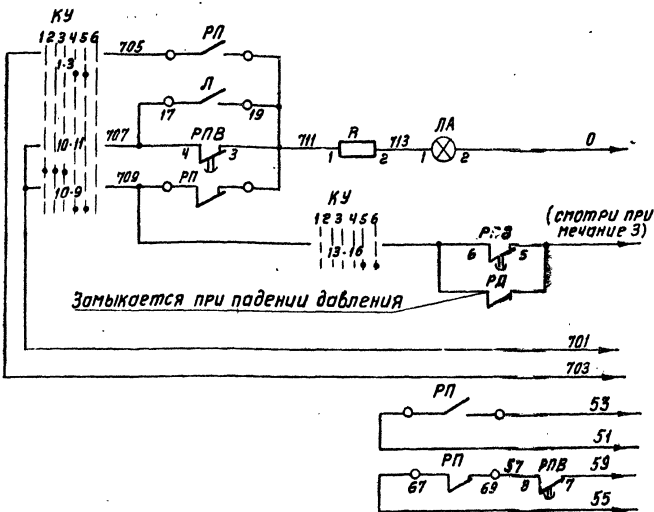 КУ
1 2 3 4 5 6
705
РП
1-3
Л
17
19
707
РПВ
10-11
4
3
711
R
1
2
713
ЛА
1
2
0
709
РП
10-9
КУ
1 2 3 4 5 6
13-16
РПВ
6
5
(смотри при
мечание 3)
РД
Замыкается при падении давления
701
703
РП
53
51
РП
67
69
57
РПВ
8
7
59
55